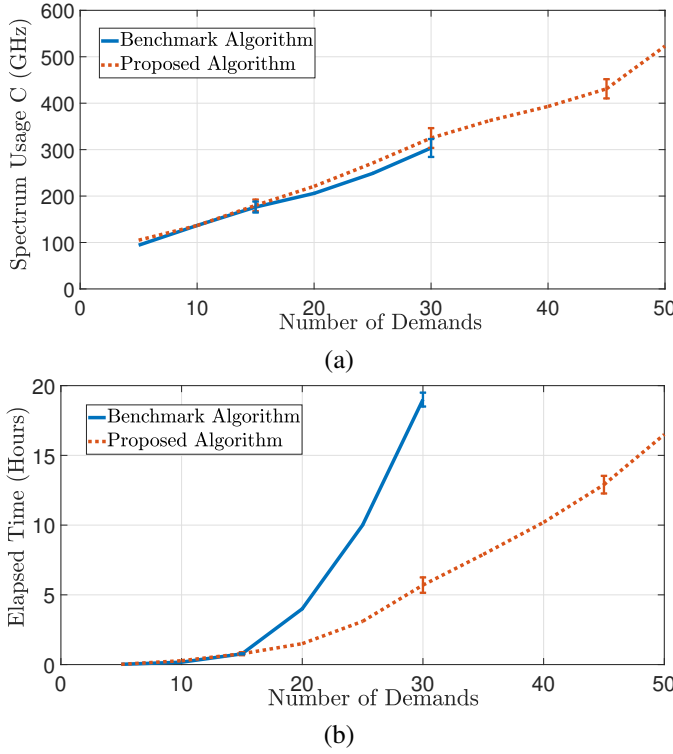 600
500
400
300
200
100
0
Spectrum Usage C (GHz)
Benchmark Algorithm
Proposed Algorithm
0 10 20 30 40 50
Number of Demands
(a)
20
15
10
5
0
Elapsed Time (Hours)
Benchmark Algorithm
Proposed Algorithm
0 10 20 30 40 50
Number of Demands
(b)